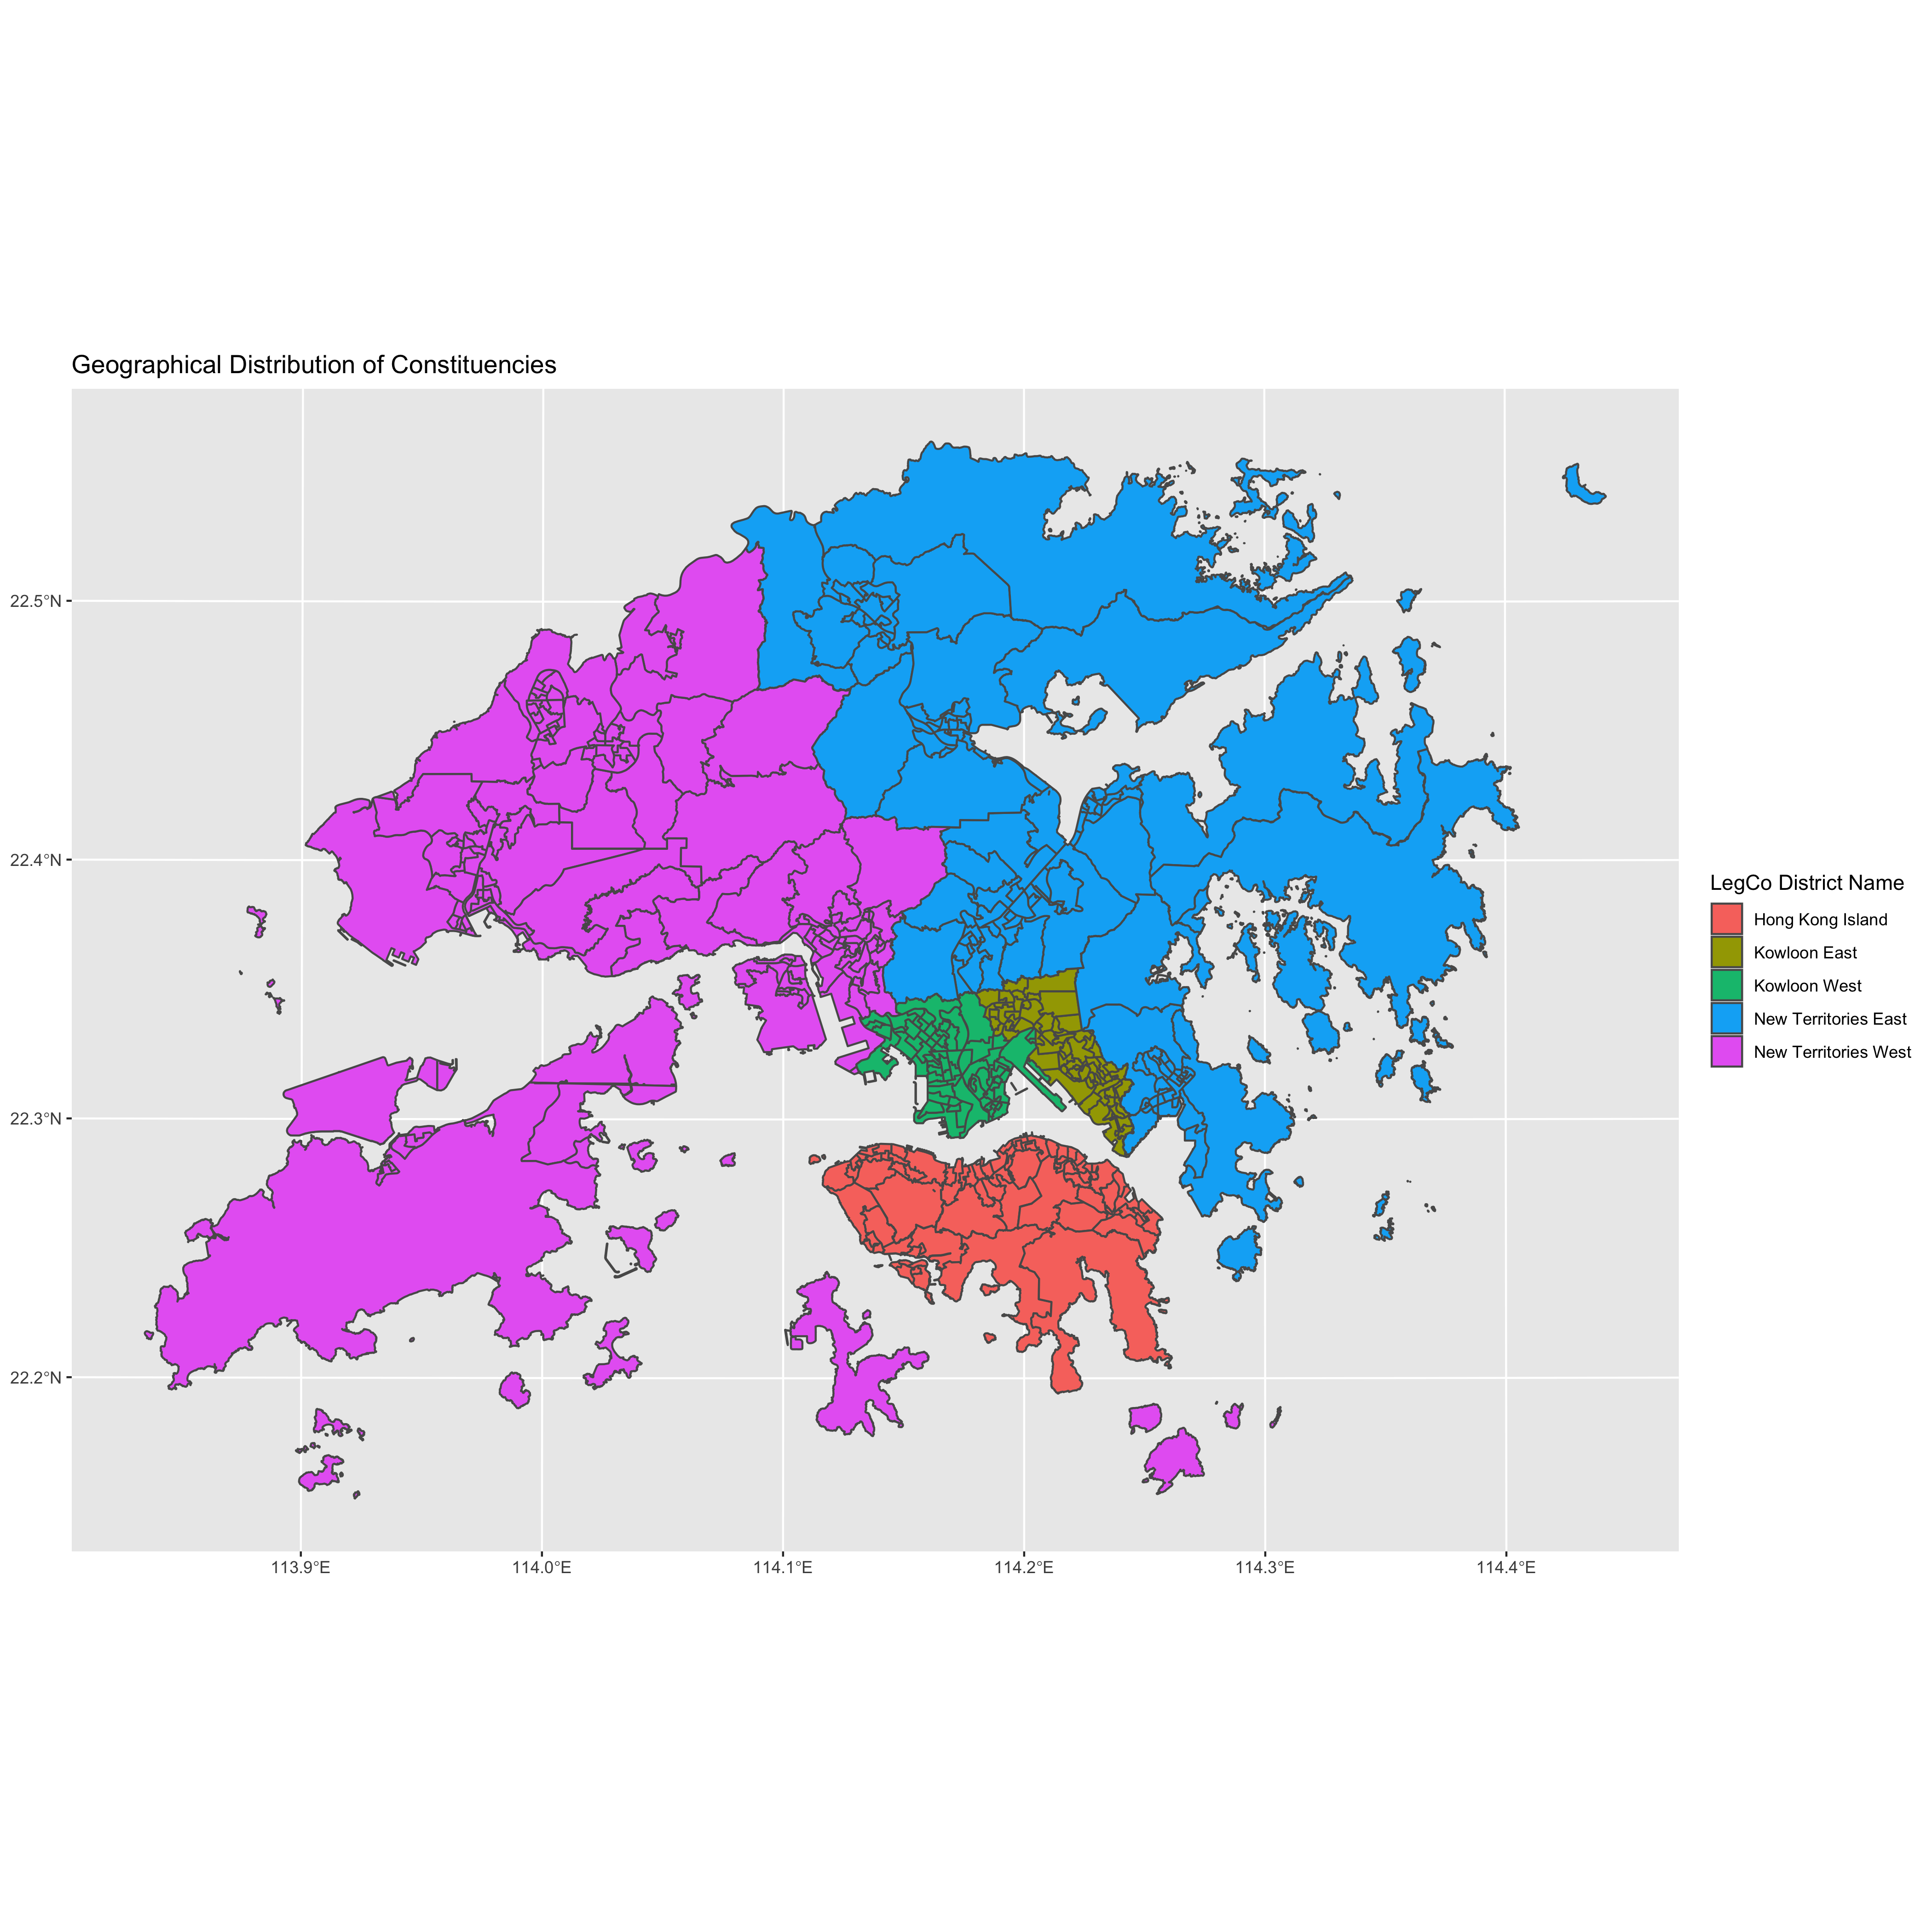 Geographical Distribution of Constituencies
22.5°N
22.4°N
22.3°N
22.2°N
113.9°E
114.0°E
114.1°E
114.2°E
114.3°E
114.4°E
LegCo District Name
Hong Kong Island
Kowloon East
Kowloon West
New Territories East
New Territories West